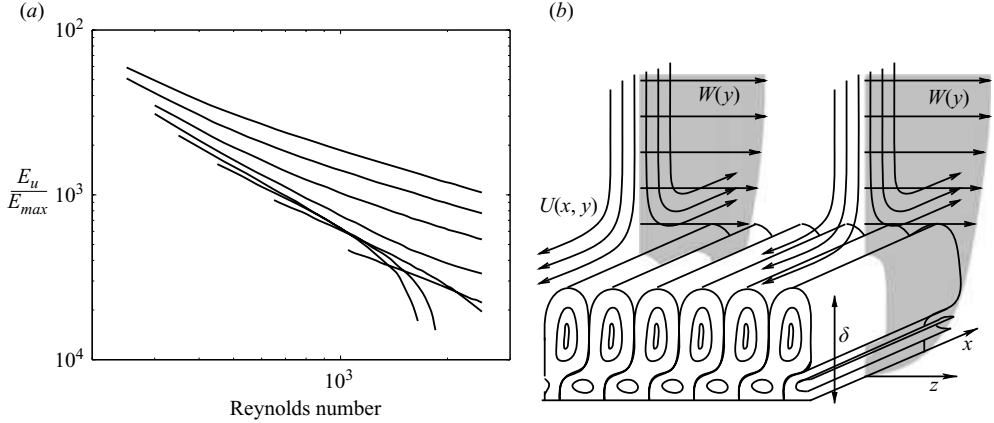 (a)
10²
10³
10⁴
E_u
E_max
10³
Reynolds number
(b)
W(y)
W(y)
U(x, y)
δ
x
z